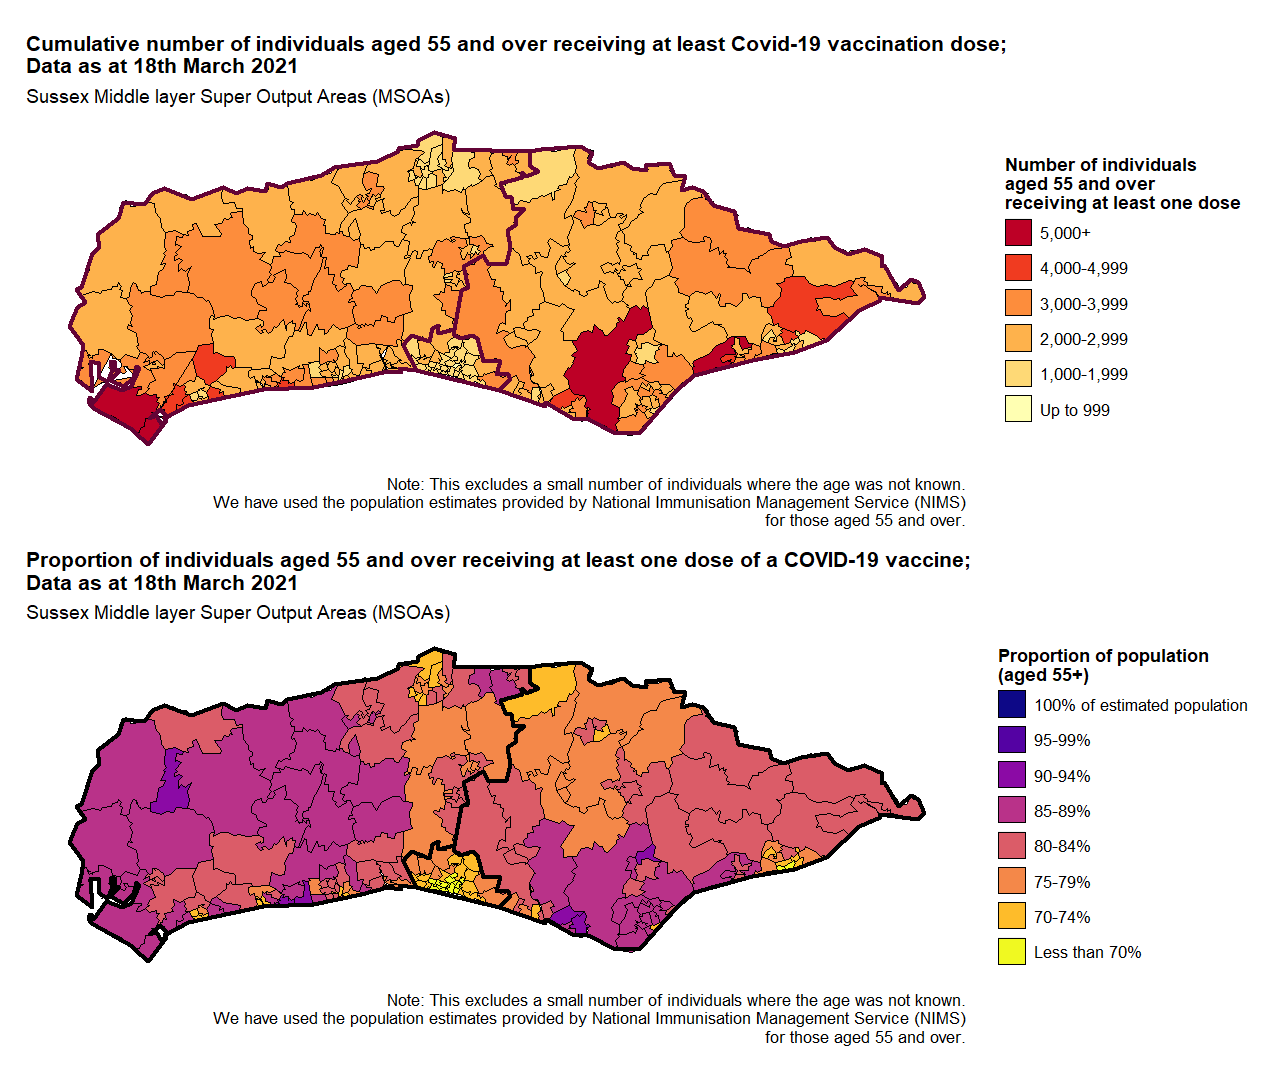 Cumulative number of individuals aged 55 and over receiving at least Covid-19 vaccination dose;
Data as at 18th March 2021
Sussex Middle layer Super Output Areas (MSOAs)
Number of individuals
aged 55 and over
receiving at least one dose
5,000+
4,000-4,999
3,000-3,999
2,000-2,999
1,000-1,999
Up to 999
Note: This excludes a small number of individuals where the age was not known.
We have used the population estimates provided by National Immunisation Management Service (NIMS)
for those aged 55 and over.
Proportion of individuals aged 55 and over receiving at least one dose of a COVID-19 vaccine;
Data as at 18th March 2021
Sussex Middle layer Super Output Areas (MSOAs)
Proportion of population
(aged 55+)
100% of estimated population
95-99%
90-94%
85-89%
80-84%
75-79%
70-74%
Less than 70%
Note: This excludes a small number of individuals where the age was not known.
We have used the population estimates provided by National Immunisation Management Service (NIMS)
for those aged 55 and over.